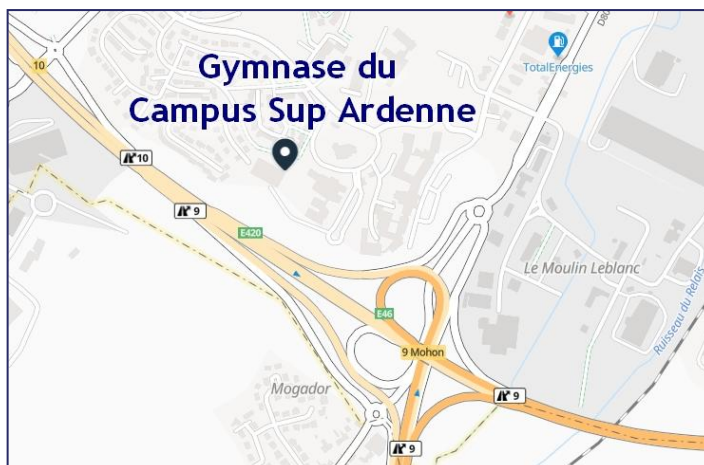 Gymnase du
Campus Sup Ardenne
TotalEnergies
10
10
9
E420
Le Moulin Leblanc
E46
Ruisseau du Relais
9 Mohon
Mogador
9
9